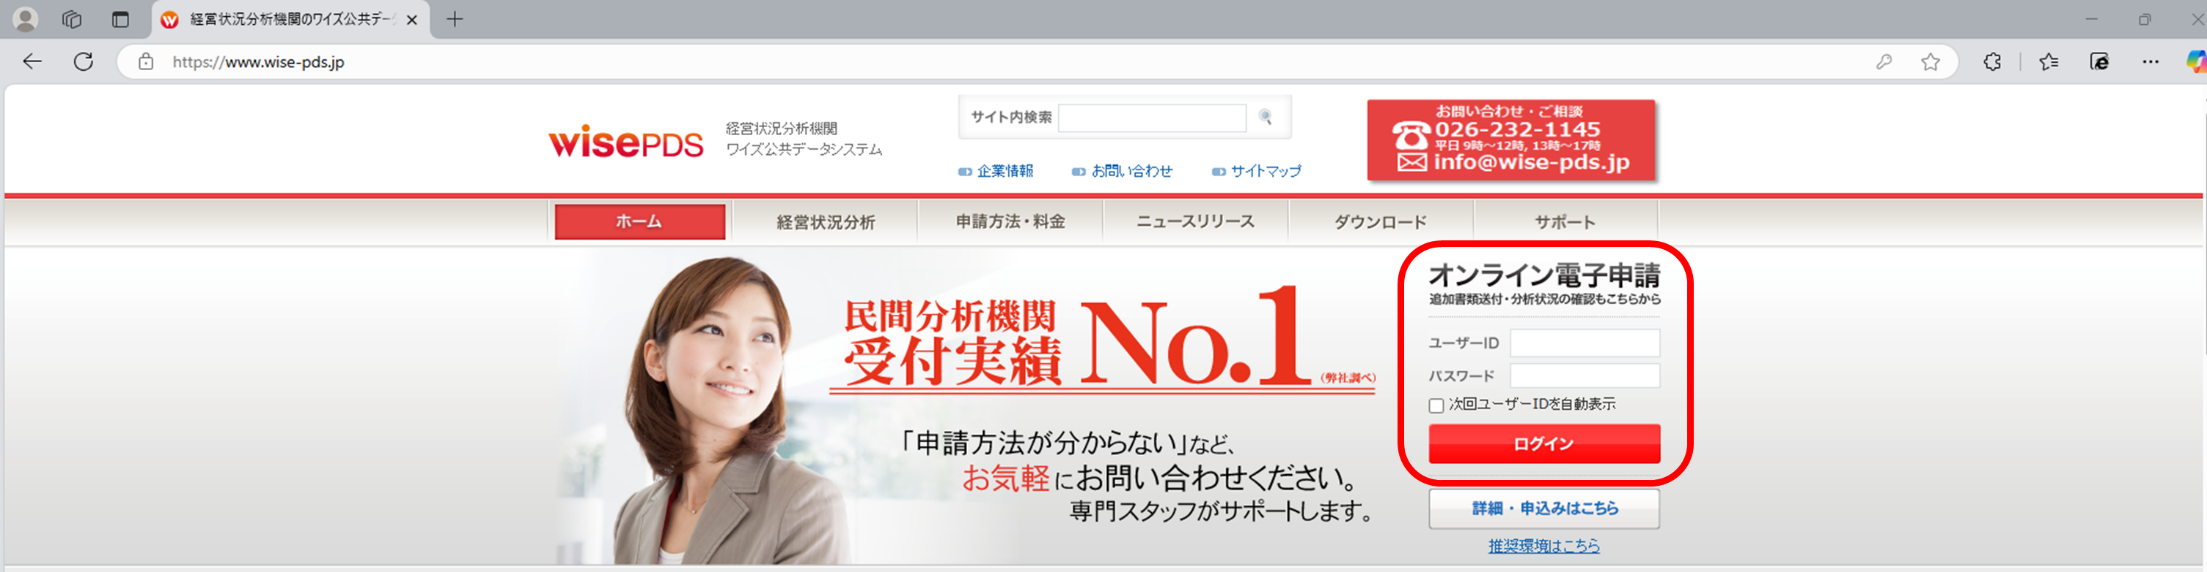 経営状況分析機関のワイズ公共デー
https://www.wise-pds.jp
wisePDS
経営状況分析機関
ワイズ公共データシステム
サイト内検索
企業情報
お問い合わせ
サイトマップ
お問い合わせ・ご相談
026-232-1145
平日 9時～12時, 13時～17時
info@wise-pds.jp
ホーム
経営状況分析
申請方法・料金
ニュースリリース
ダウンロード
サポート
民間分析機関
受付実績
No.1
(弊社調べ)
「申請方法が分からない」など、
お気軽にお問い合わせください。
専門スタッフがサポートします。
オンライン電子申請
追加書類送付・分析状況の確認もこちらから
ユーザーID
パスワード
次回ユーザーIDを自動表示
ログイン
詳細・申込みはこちら
推奨環境はこちら